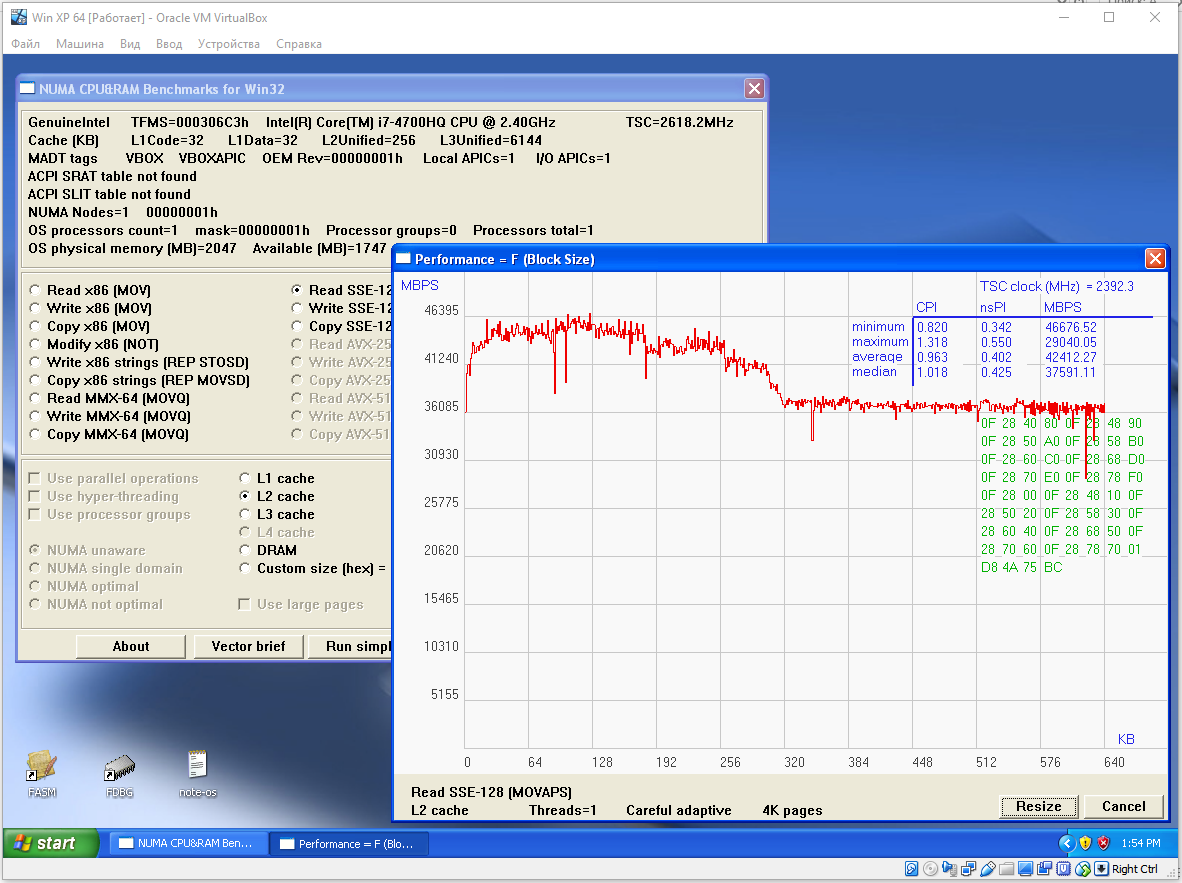 Win XP 64 [Работает] - Oracle VM VirtualBox
Файл Машина Вид Ввод Устройства Справка
NUMA CPU&RAM Benchmarks for Win32
GenuineIntel TFMS=000306C3h Intel(R) Core(TM) i7-4700HQ CPU @ 2.40GHz TSC=2618.2MHz
Cache (KB) L1Code=32 L1Data=32 L2Unified=256 L3Unified=6144
MADT tags VBOX VBOXAPIC OEM Rev=00000001h Local APICs=1 I/O APICs=1
ACPI SRAT table not found
ACPI SLIT table not found
NUMA Nodes=1 00000001h
OS processors count=1 mask=00000001h Processor groups=0 Processors total=1
OS physical memory (MB)=2047 Available (MB)=1747
Read x86 (MOV)
Write x86 (MOV)
Copy x86 (MOV)
Modify x86 (NOT)
Write x86 strings (REP STOSD)
Copy x86 strings (REP MOVSD)
Read MMX-64 (MOVQ)
Write MMX-64 (MOVQ)
Copy MMX-64 (MOVQ)
Read SSE-12
Write SSE-12
Copy SSE-12
Read AVX-25
Write AVX-25
Copy AVX-25
Read AVX-51
Write AVX-51
Copy AVX-51
Use parallel operations
Use hyper-threading
Use processor groups
NUMA unaware
NUMA single domain
NUMA optimal
NUMA not optimal
L1 cache
L2 cache
L3 cache
L4 cache
DRAM
Custom size (hex) =
Use large pages
About Vector brief Run simpl
Performance = F (Block Size)
MBPS
46395
41240
36085
30930
25775
20620
15465
10310
5155
0 64 128 192 256 320 384 448 512 576 640
KB
TSC clock (MHz) = 2392.3
CPI nsPI MBPS
minimum 0.820 0.342 46676.52
maximum 1.318 0.550 29040.05
average 0.963 0.402 42412.27
median 1.018 0.425 37591.11
0F 28 40 80 0F 28 48 90
0F 28 50 A0 0F 28 58 B0
0F 28 60 C0 0F 28 68 D0
0F 28 70 E0 0F 28 78 F0
0F 28 00 0F 28 48 10 0F
28 50 20 0F 28 58 30 0F
28 60 40 0F 28 68 50 0F
28 70 60 0F 28 78 70 01
D8 4A 75 BC
Read SSE-128 (MOVAPS)
L2 cache Threads=1 Careful adaptive 4K pages
Resize Cancel
FASM FDBG note-os
start NUMA CPU&RAM Ben... Performance = F (Blo... 1:54 PM
Right Ctrl